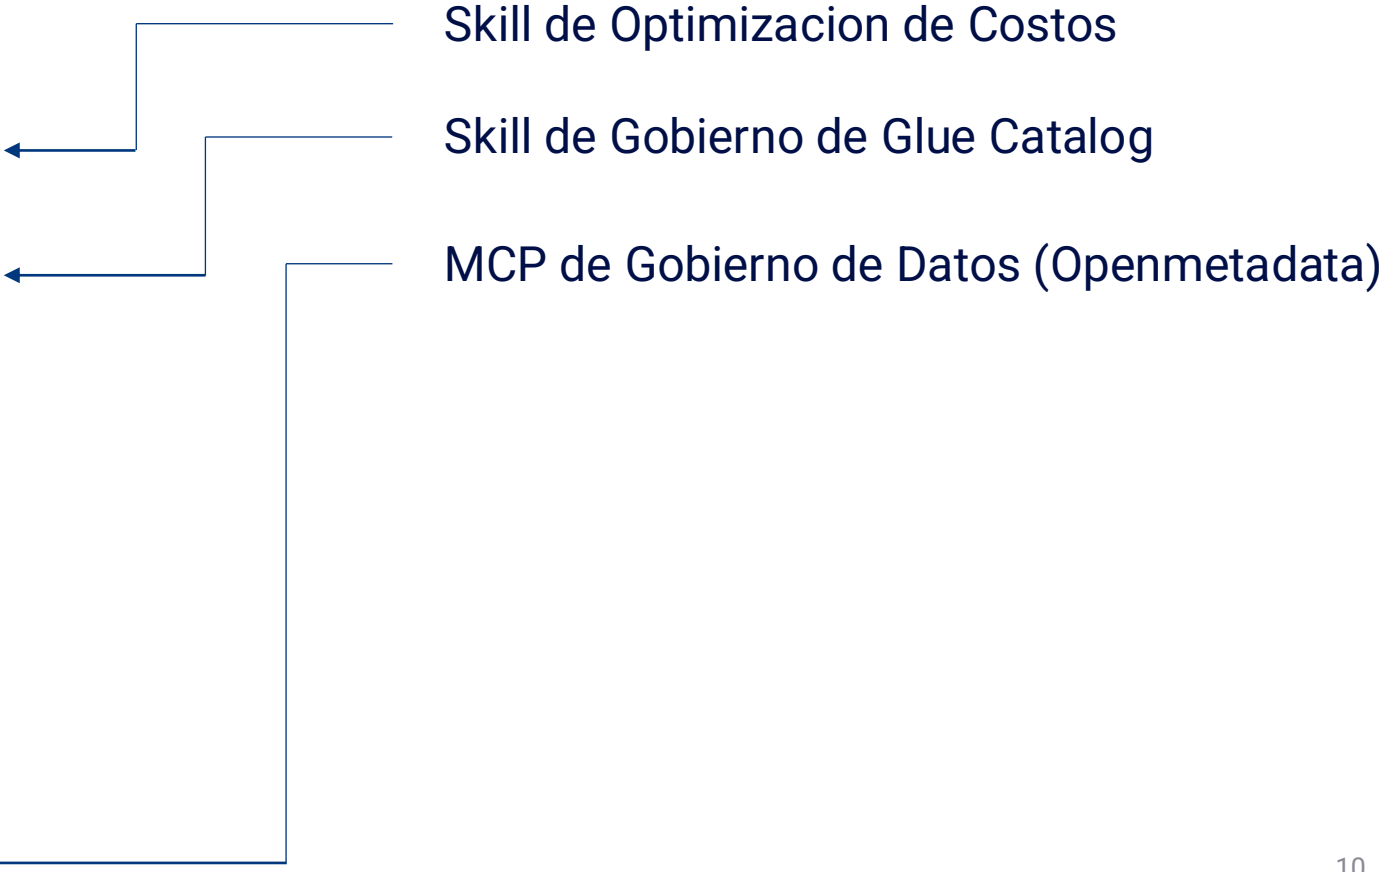 Skill de Optimizacion de Costos
Skill de Gobierno de Glue Catalog
MCP de Gobierno de Datos (Openmetadata)
10